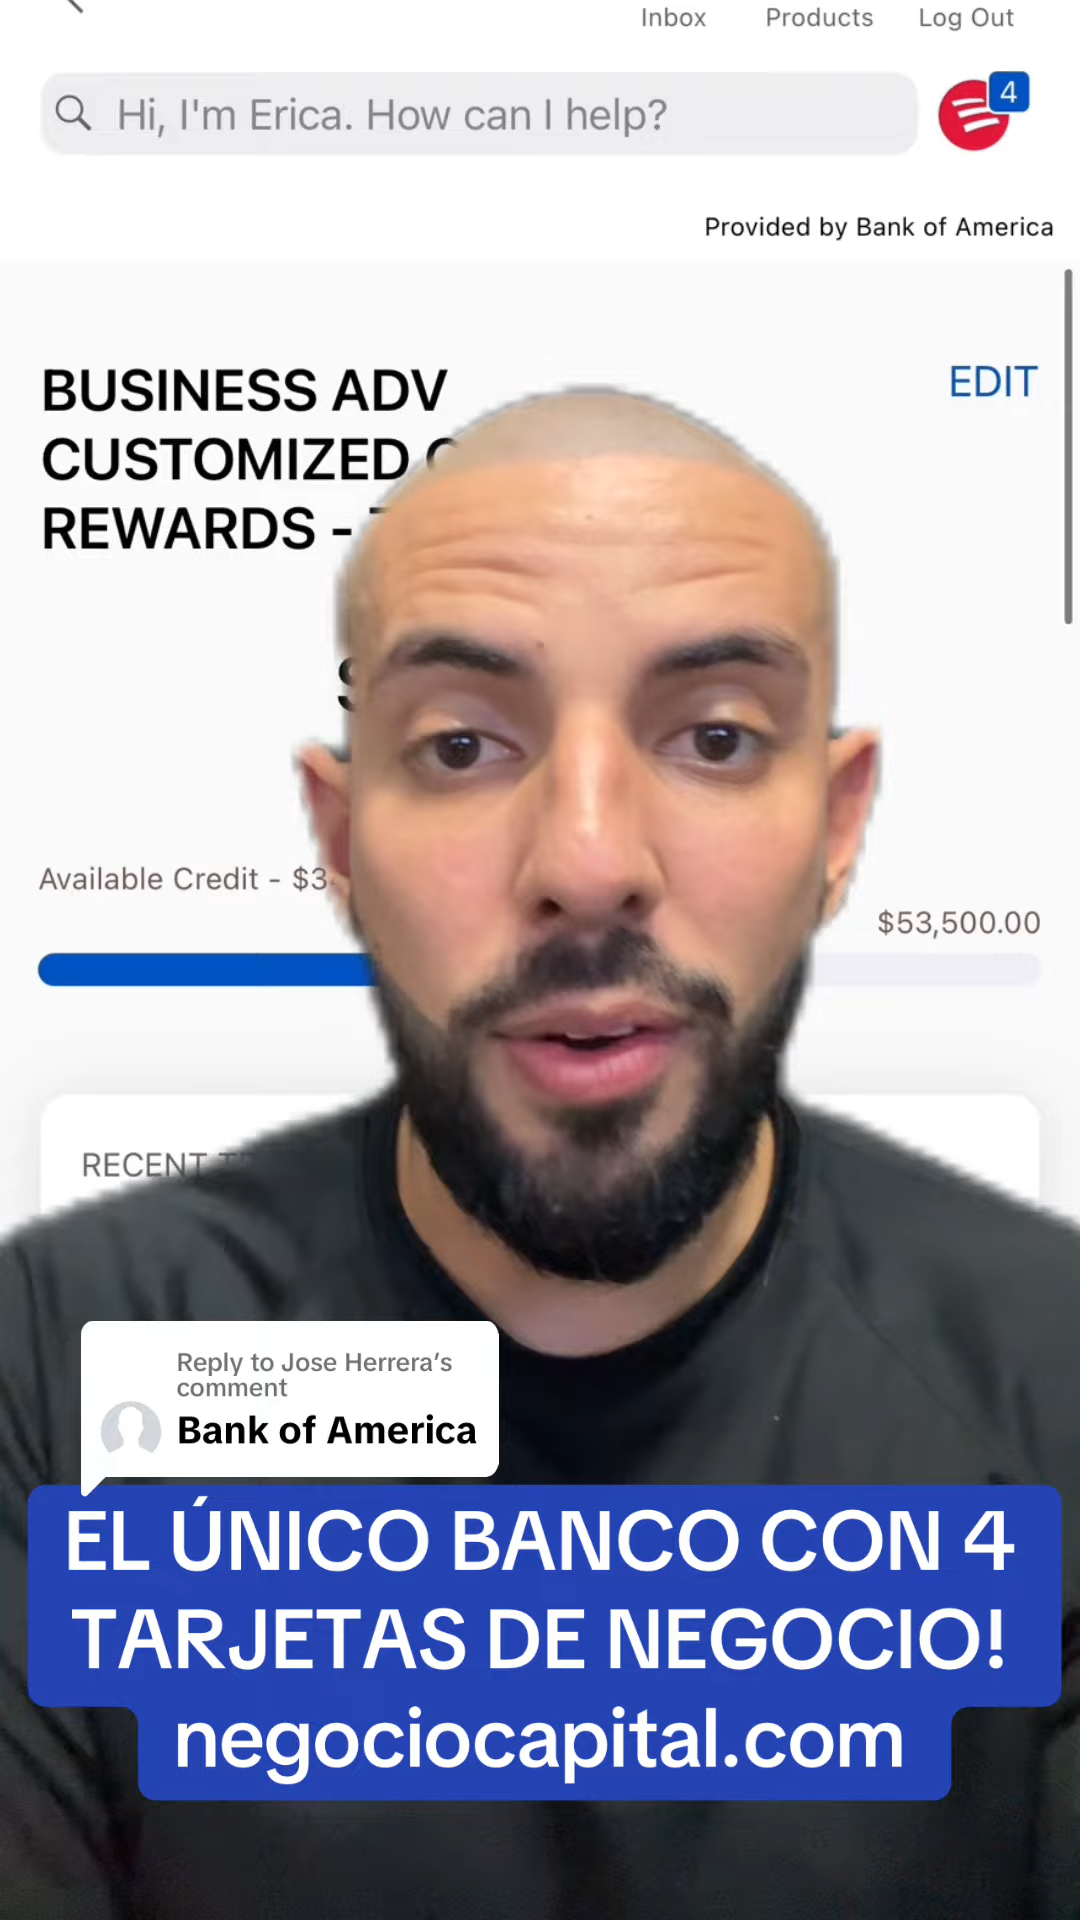 Inbox Products Log Out
Hi, I'm Erica. How can I help?
4
Provided by Bank of America
BUSINESS ADV
EDIT
CUSTOMIZED
REWARDS -
Available Credit - $3
$53,500.00
RECENT
Reply to Jose Herrera's
comment
Bank of America
EL ÚNICO BANCO CON 4
TARJETAS DE NEGOCIO!
negociocapital.com